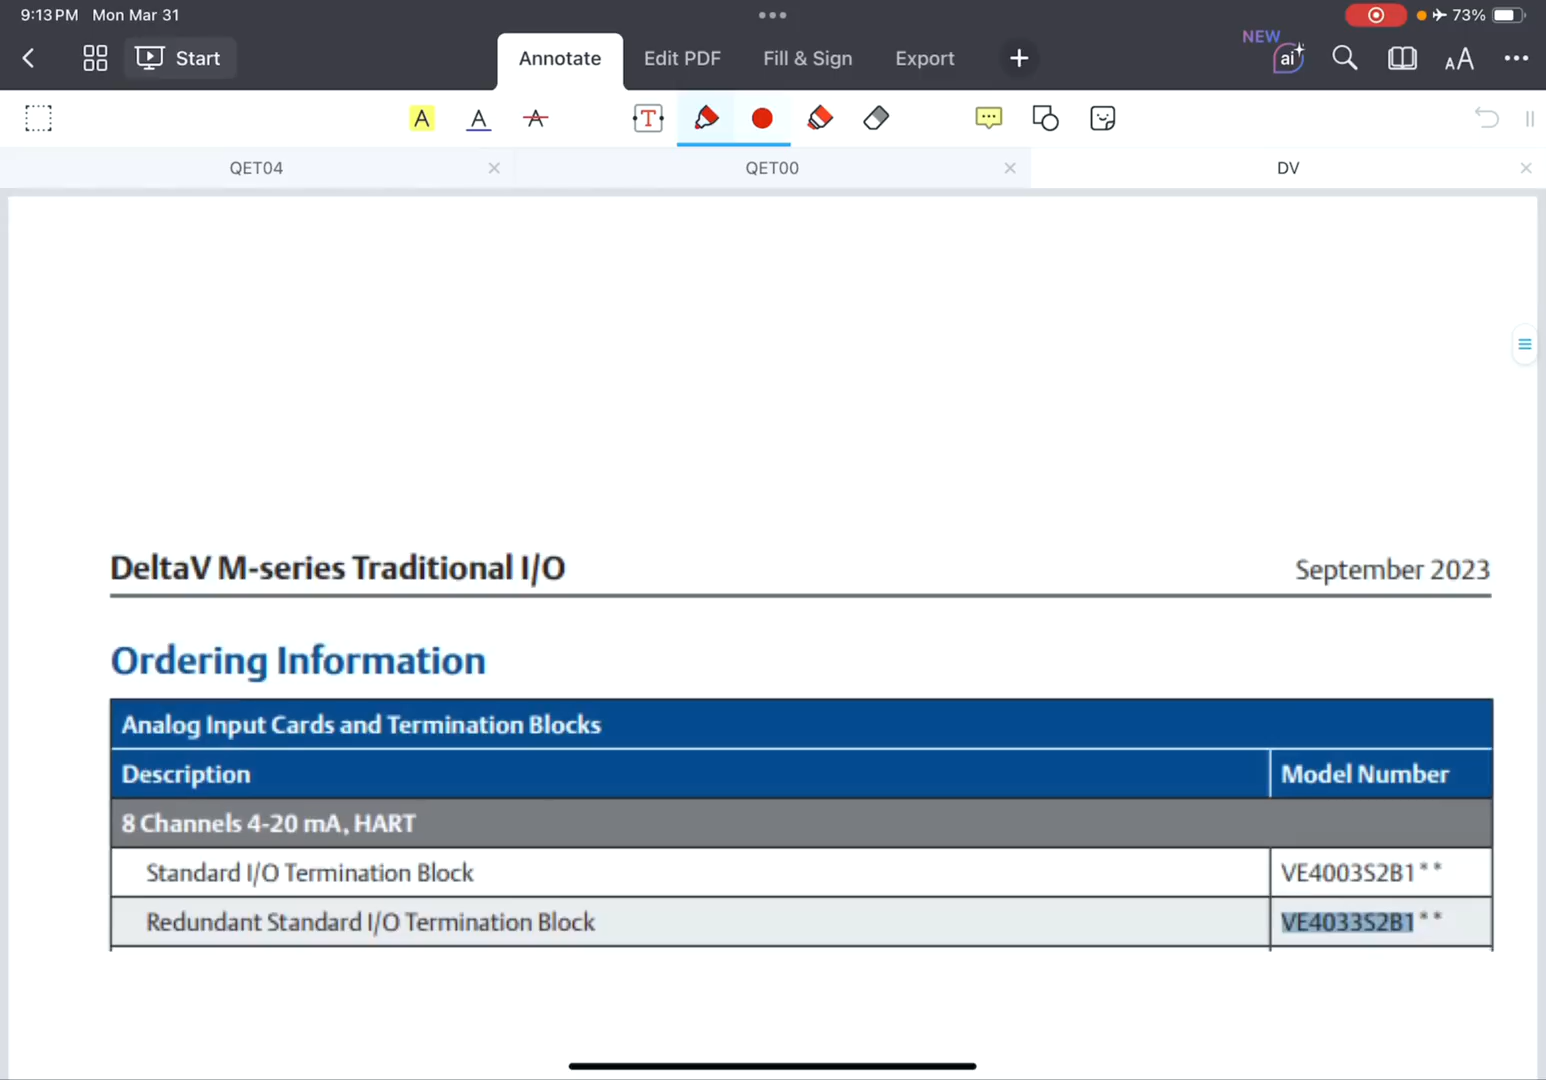 9:13 PM Mon Mar 31
73%
Start
Annotate
Edit PDF
Fill & Sign
Export
NEW
ai
AA
A
A
A
T
QET04
QET00
DV
DeltaV M-series Traditional I/O
September 2023
Ordering Information
Analog Input Cards and Termination Blocks
Description
Model Number
8 Channels 4-20 mA, HART
Standard I/O Termination Block
VE4003S2B1**
Redundant Standard I/O Termination Block
VE4033S2B1**